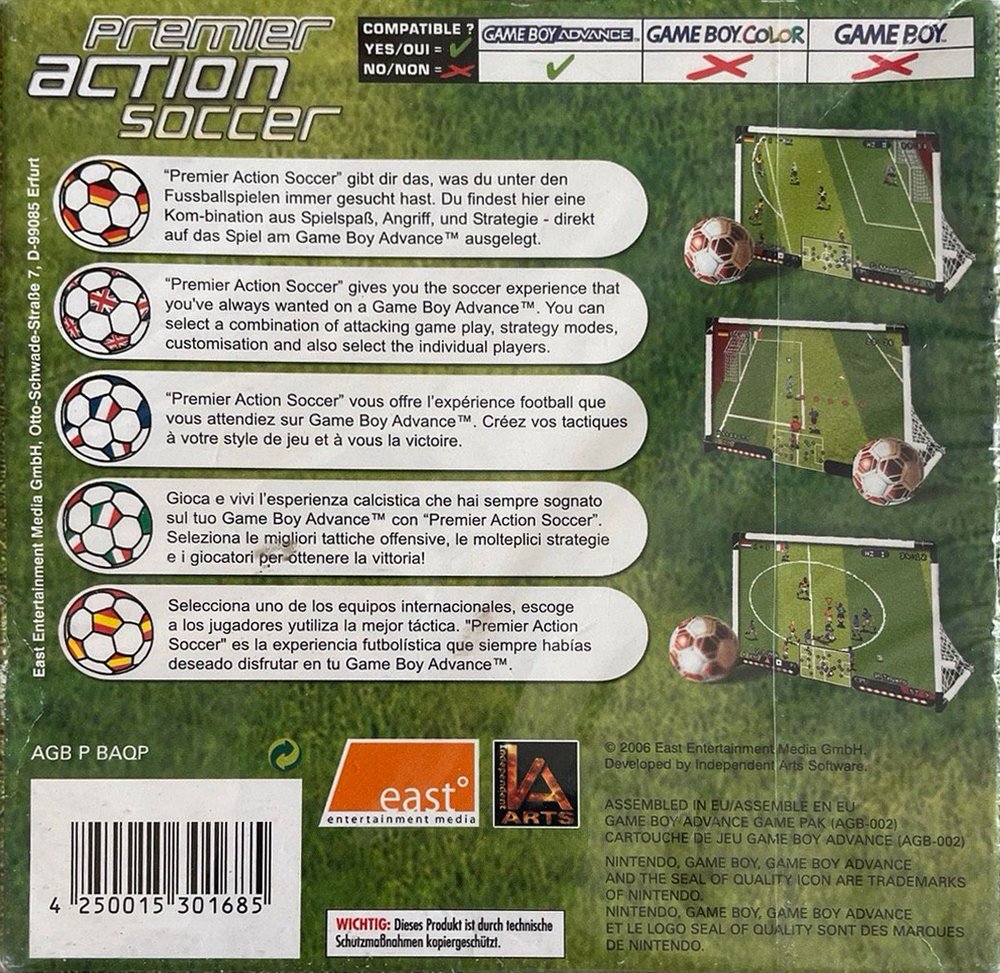 premier
action
soccer
COMPATIBLE ?
YES/OUI =
NO/NON =
GAME BOY ADVANCE™
GAME BOY COLOR
GAME BOY™
East Entertainment Media GmbH, Otto-Schwade-Straße 7, D-99085 Erfurt
"Premier Action Soccer" gibt dir das, was du unter den
Fussballspielen immer gesucht hast. Du findest hier eine
Kom-bination aus Spielspaß, Angriff, und Strategie - direkt
auf das Spiel am Game Boy Advance™ ausgelegt.
"Premier Action Soccer" gives you the soccer experience that
you've always wanted on a Game Boy Advance™. You can
select a combination of attacking game play, strategy modes,
customisation and also select the individual players.
"Premier Action Soccer" vous offre l'expérience football que
vous attendiez sur Game Boy Advance™. Créez vos tactiques
à votre style de jeu et à vous la victoire.
Gioca e vivi l'esperienza calcistica che hai sempre sognato
sul tuo Game Boy Advance™ con "Premier Action Soccer".
Seleziona le migliori tattiche offensive, le molteplici strategie
e i giocatori per ottenere la vittoria!
Selecciona uno de los equipos internacionales, escoge
a los jugadores yutiliza la mejor táctica. "Premier Action
Soccer" es la experiencia futbolística que siempre habías
deseado disfrutar en tu Game Boy Advance™.
AGB P BAQP
4 250015 301685
east°
entertainment media
Independent
IA
ARTS
WICHTIG: Dieses Produkt ist durch technische
Schutzmaßnahmen kopiergeschützt.
© 2006 East Entertainment Media GmbH.
Developed by Independent Arts Software.
ASSEMBLED IN EU/ASSEMBLE EN EU
GAME BOY ADVANCE GAME PAK (AGB-002)
CARTOUCHE DE JEU GAME BOY ADVANCE (AGB-002)
NINTENDO, GAME BOY, GAME BOY ADVANCE
AND THE SEAL OF QUALITY ICON ARE TRADEMARKS
OF NINTENDO.
NINTENDO, GAME BOY, GAME BOY ADVANCE
ET LE LOGO SEAL OF QUALITY SONT DES MARQUES
DE NINTENDO.